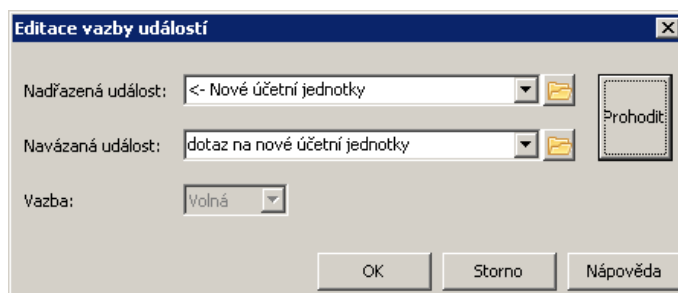 Editace vazby událostí
Nadřazená událost: <- Nové účetní jednotky
Prohodit
Navázaná událost: dotaz na nové účetní jednotky
Vazba: Volná
OK Storno Nápověda